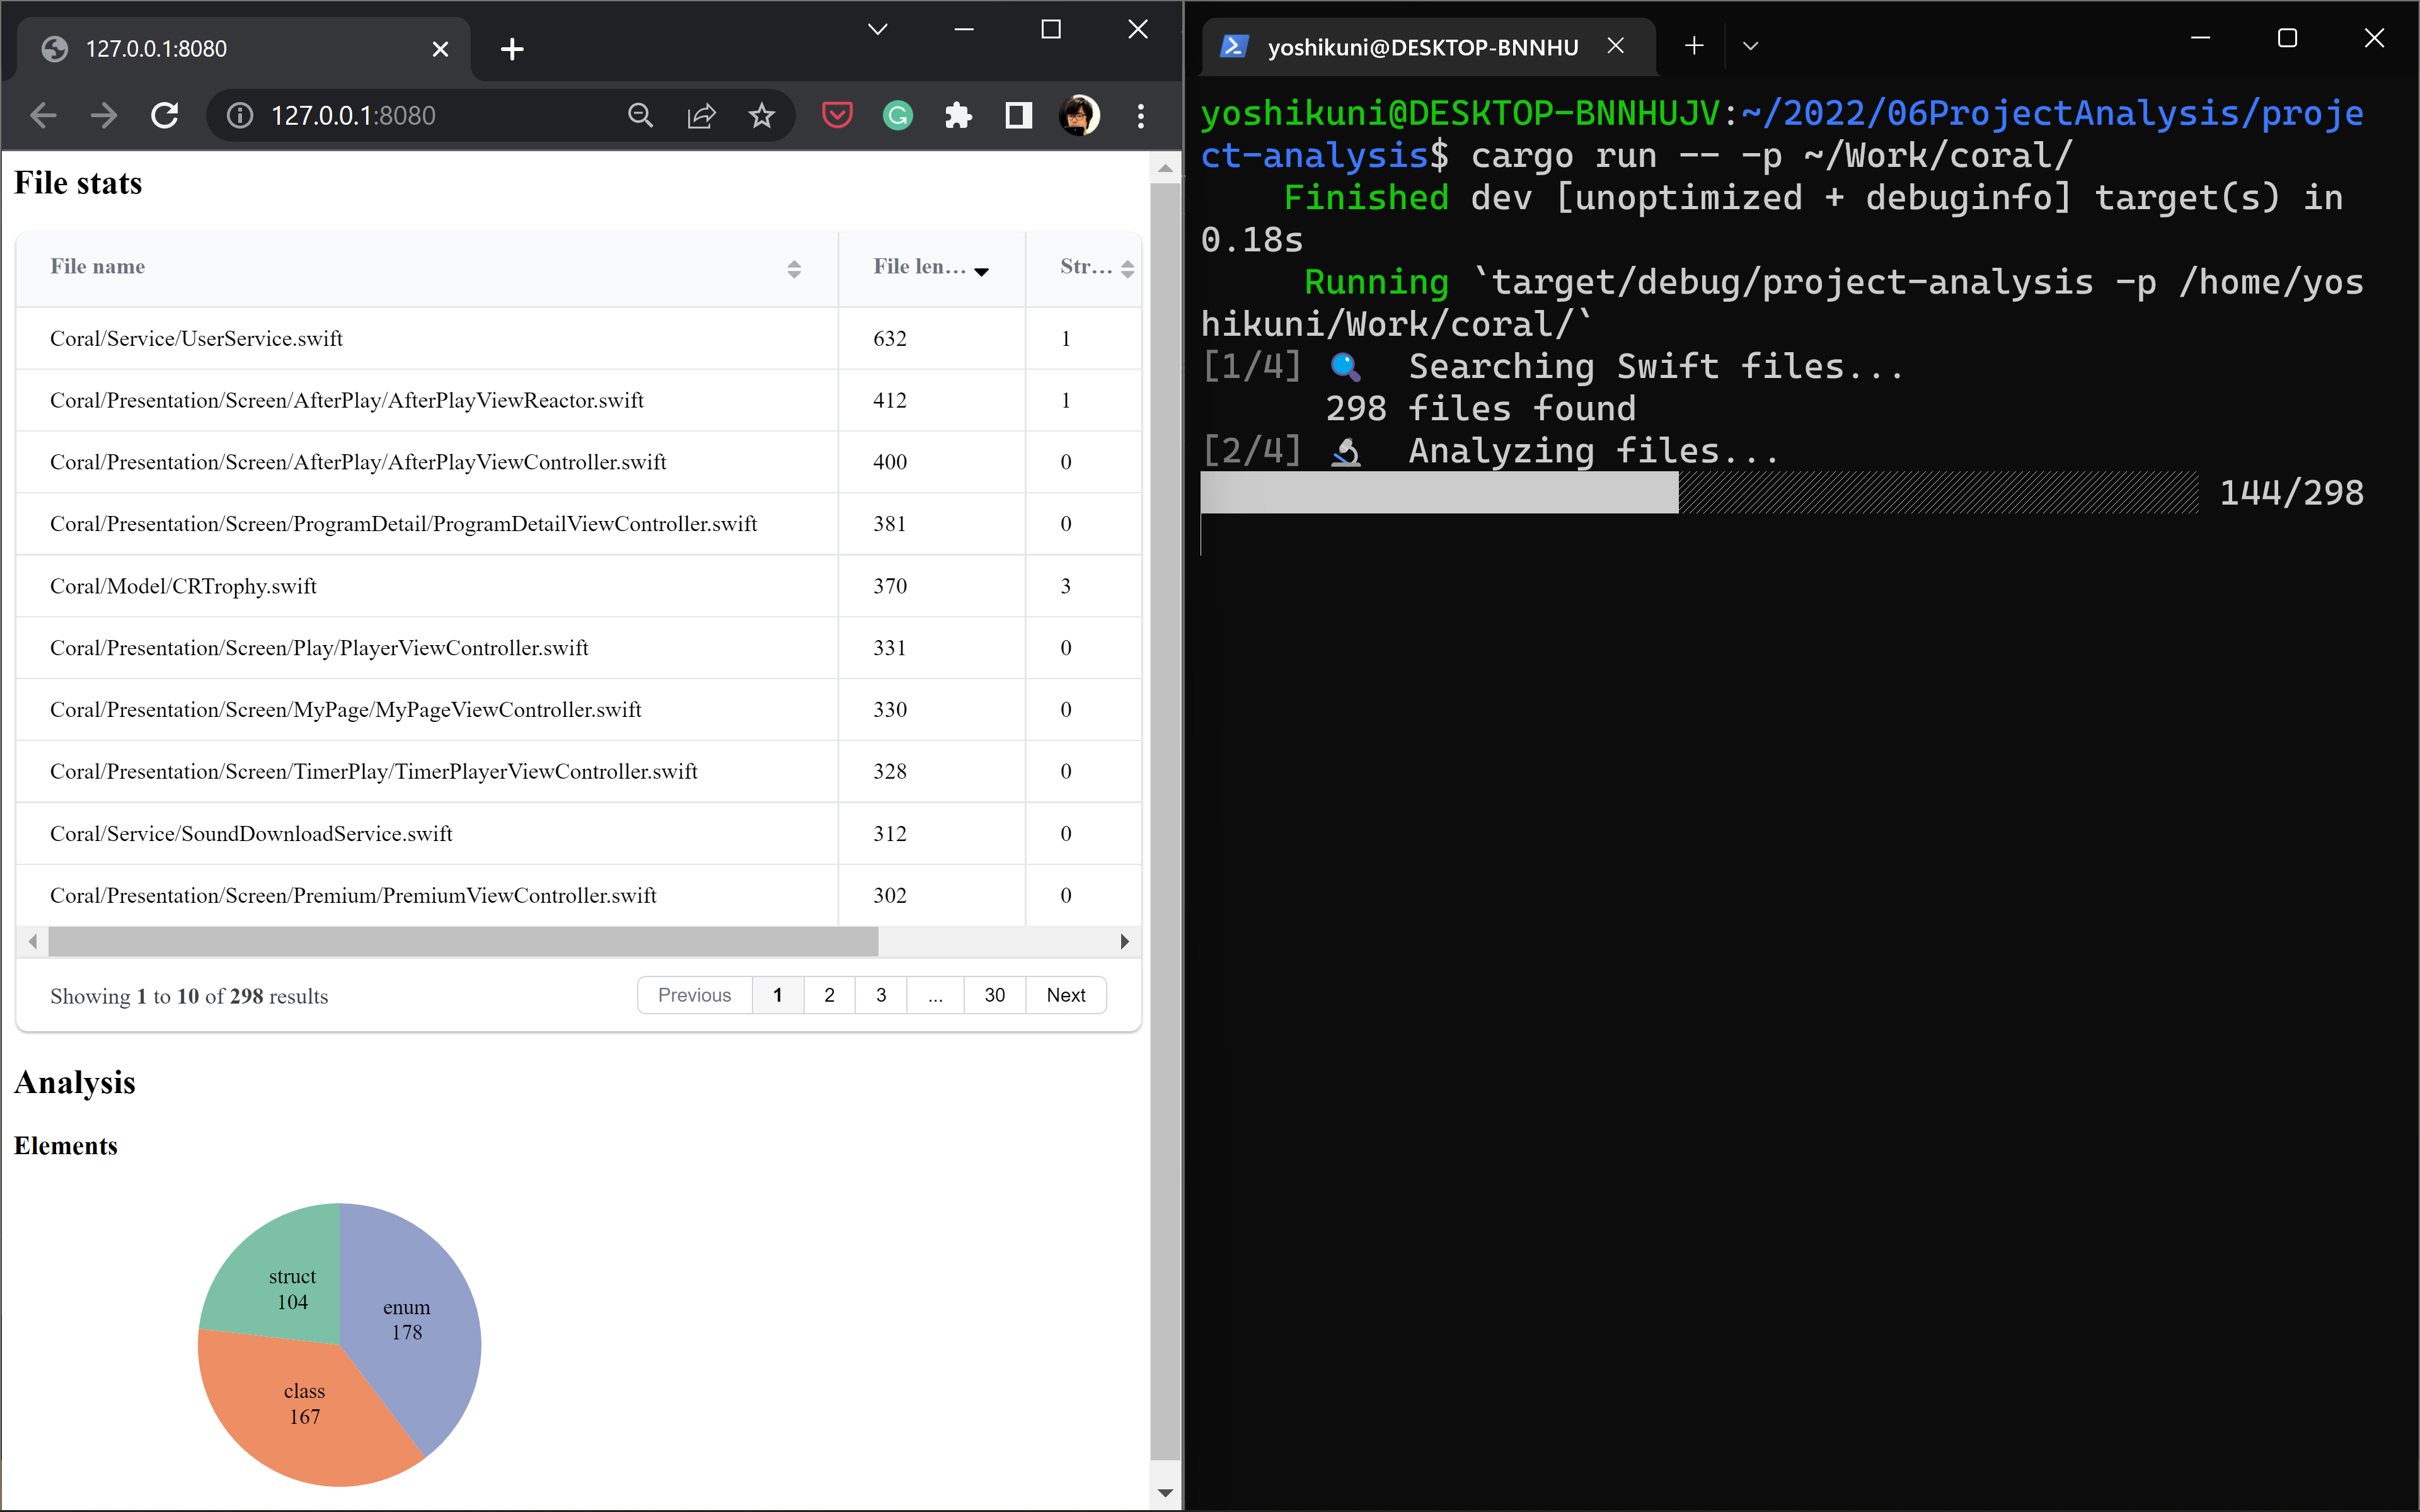 127.0.0.1:8080
127.0.0.1:8080
File stats
File name File len... Str...
Coral/Service/UserService.swift 632 1
Coral/Presentation/Screen/AfterPlay/AfterPlayViewReactor.swift 412 1
Coral/Presentation/Screen/AfterPlay/AfterPlayViewController.swift 400 0
Coral/Presentation/Screen/ProgramDetail/ProgramDetailViewController.swift 381 0
Coral/Model/CRTrophy.swift 370 3
Coral/Presentation/Screen/Play/PlayerViewController.swift 331 0
Coral/Presentation/Screen/MyPage/MyPageViewController.swift 330 0
Coral/Presentation/Screen/TimerPlay/TimerPlayerViewController.swift 328 0
Coral/Service/SoundDownloadService.swift 312 0
Coral/Presentation/Screen/Premium/PremiumViewController.swift 302 0
Showing 1 to 10 of 298 results Previous 1 2 3 ... 30 Next
Analysis
Elements
struct
104
enum
178
class
167
yoshikuni@DESKTOP-BNNHU
yoshikuni@DESKTOP-BNNHUJV:~/2022/06ProjectAnalysis/proje
ct-analysis$ cargo run -- -p ~/Work/coral/
Finished dev [unoptimized + debuginfo] target(s) in
0.18s
Running `target/debug/project-analysis -p /home/yos
hikuni/Work/coral/`
[1/4] 🔍 Searching Swift files...
298 files found
[2/4] 🔬 Analyzing files...
144/298